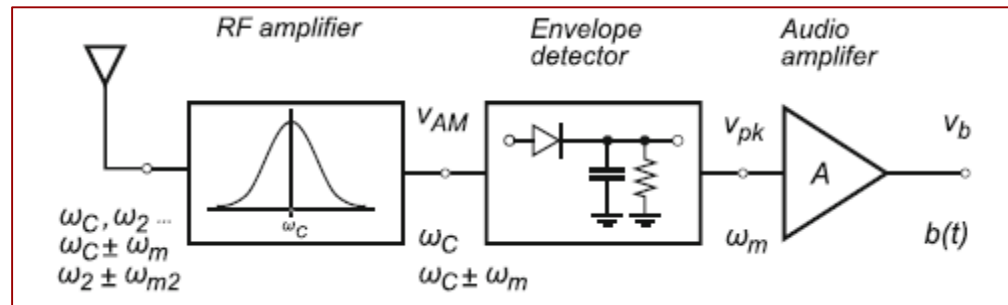 RF amplifier
Envelope
detector
Audio
amplifer
v_AM
v_pk
v_b
A
ω_C
ω_C, ω_2 ...
ω_C ± ω_m
ω_2 ± ω_m2
ω_C
ω_C ± ω_m
ω_m
b(t)